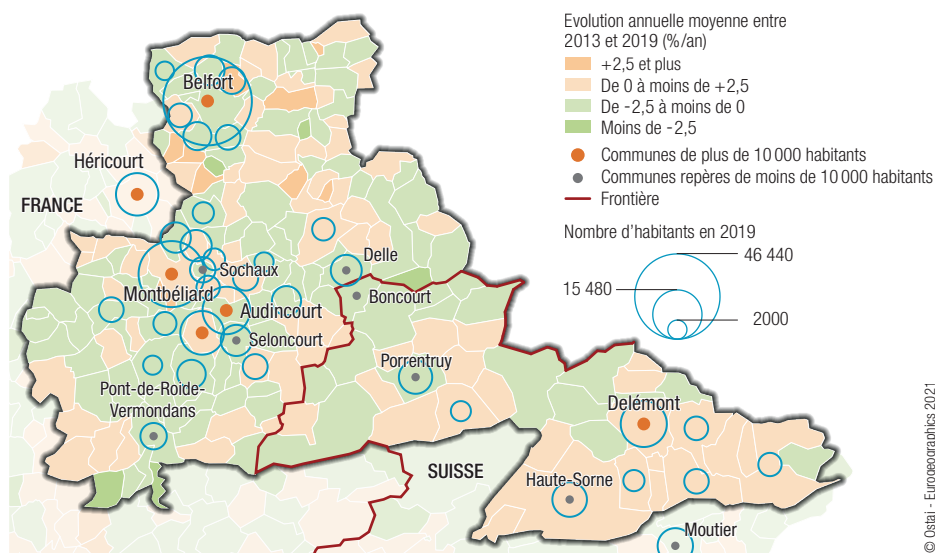 Evolution annuelle moyenne entre
2013 et 2019 (%/an)
+2,5 et plus
De 0 à moins de +2,5
De -2,5 à moins de 0
Moins de -2,5
Communes de plus de 10 000 habitants
Communes repères de moins de 10 000 habitants
Frontière
Nombre d'habitants en 2019
46 440
15 480
2000
Belfort
Héricourt
FRANCE
Sochaux
Delle
Montbéliard
Boncourt
Audincourt
Seloncourt
Porrentruy
Pont-de-Roide-
Vermondans
Delémont
SUISSE
Haute-Sorne
Moutier
© Ostaj - Eurogeographics 2021